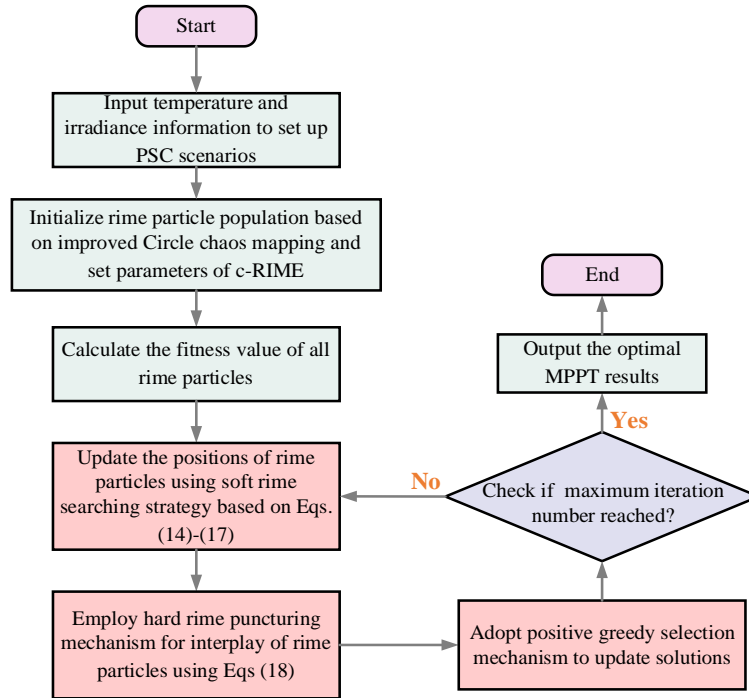 Start
Input temperature and
irradiance information to set up
PSC scenarios
Initialize rime particle population based
on improved Circle chaos mapping and
set parameters of c-RIME
Calculate the fitness value of all
rime particles
Update the positions of rime
particles using soft rime
searching strategy based on Eqs.
(14)-(17)
Employ hard rime puncturing
mechanism for interplay of rime
particles using Eqs (18)
Adopt positive greedy selection
mechanism to update solutions
Check if maximum iteration
number reached?
No
Yes
Output the optimal
MPPT results
End